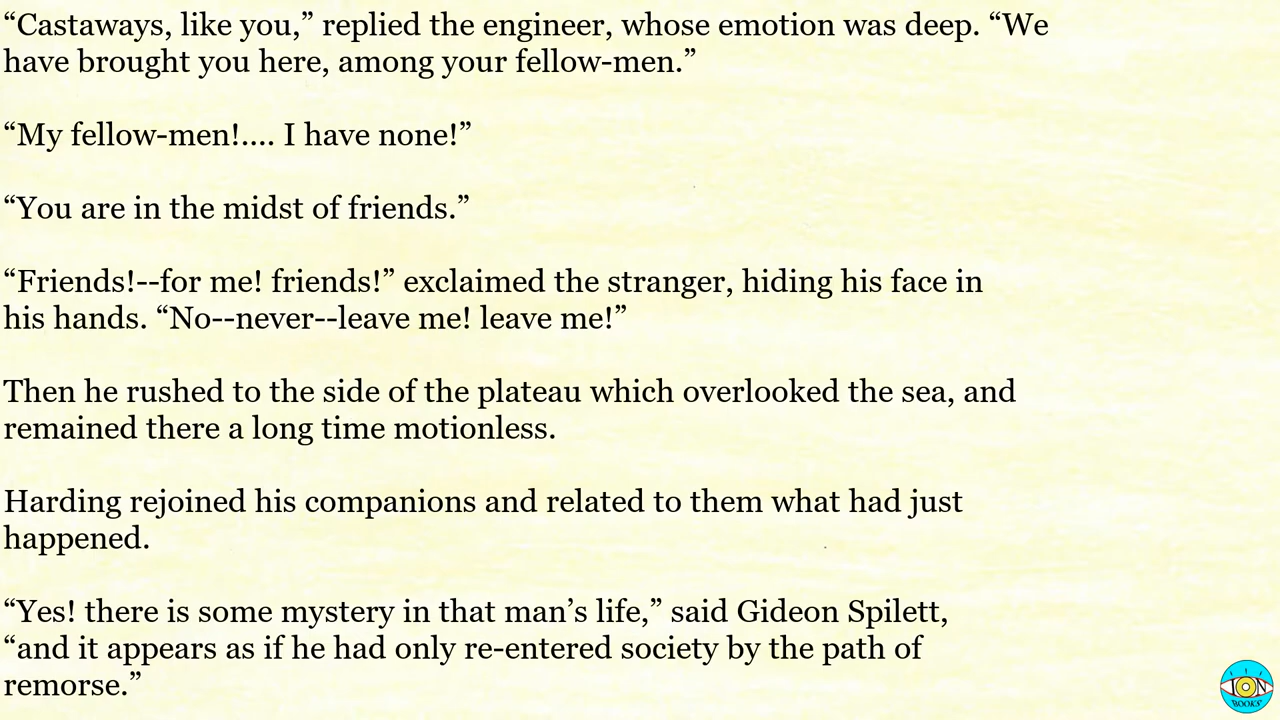 “Castaways, like you,” replied the engineer, whose emotion was deep. “We
have brought you here, among your fellow-men.”
“My fellow-men!.... I have none!”
“You are in the midst of friends.”
“Friends!--for me! friends!” exclaimed the stranger, hiding his face in
his hands. “No--never--leave me! leave me!”
Then he rushed to the side of the plateau which overlooked the sea, and
remained there a long time motionless.
Harding rejoined his companions and related to them what had just
happened.
“Yes! there is some mystery in that man’s life,” said Gideon Spilett,
“and it appears as if he had only re-entered society by the path of
remorse.”
ION
BOOKS